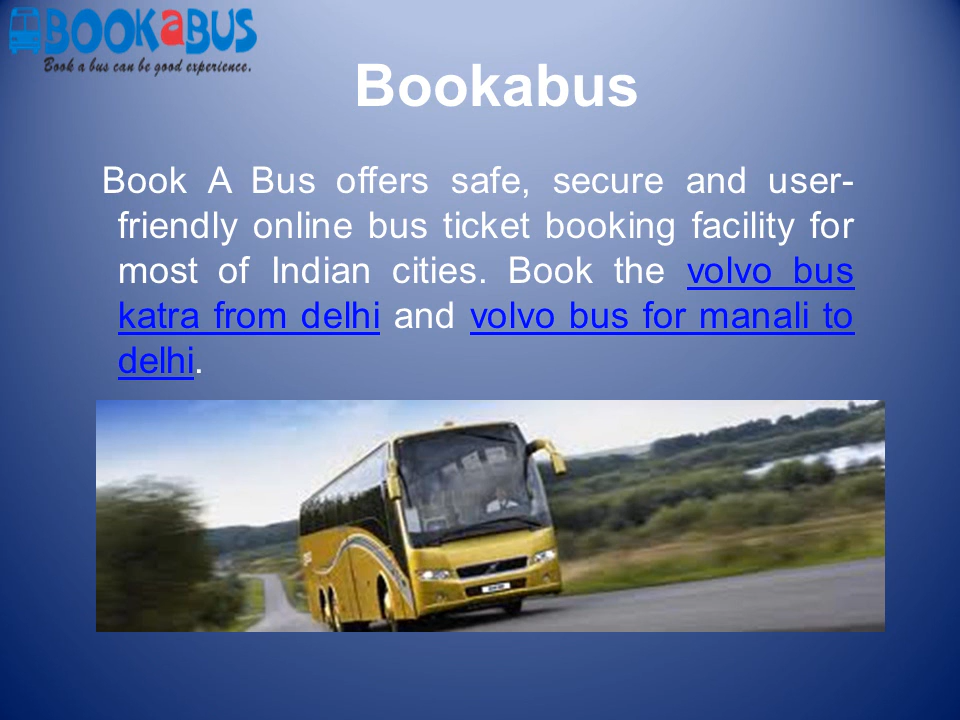 BOOKaBUS
Book a bus can be good experience.
Bookabus
Book A Bus offers safe, secure and user-
friendly online bus ticket booking facility for
most of Indian cities. Book the volvo bus
katra from delhi and volvo bus for manali to
delhi.